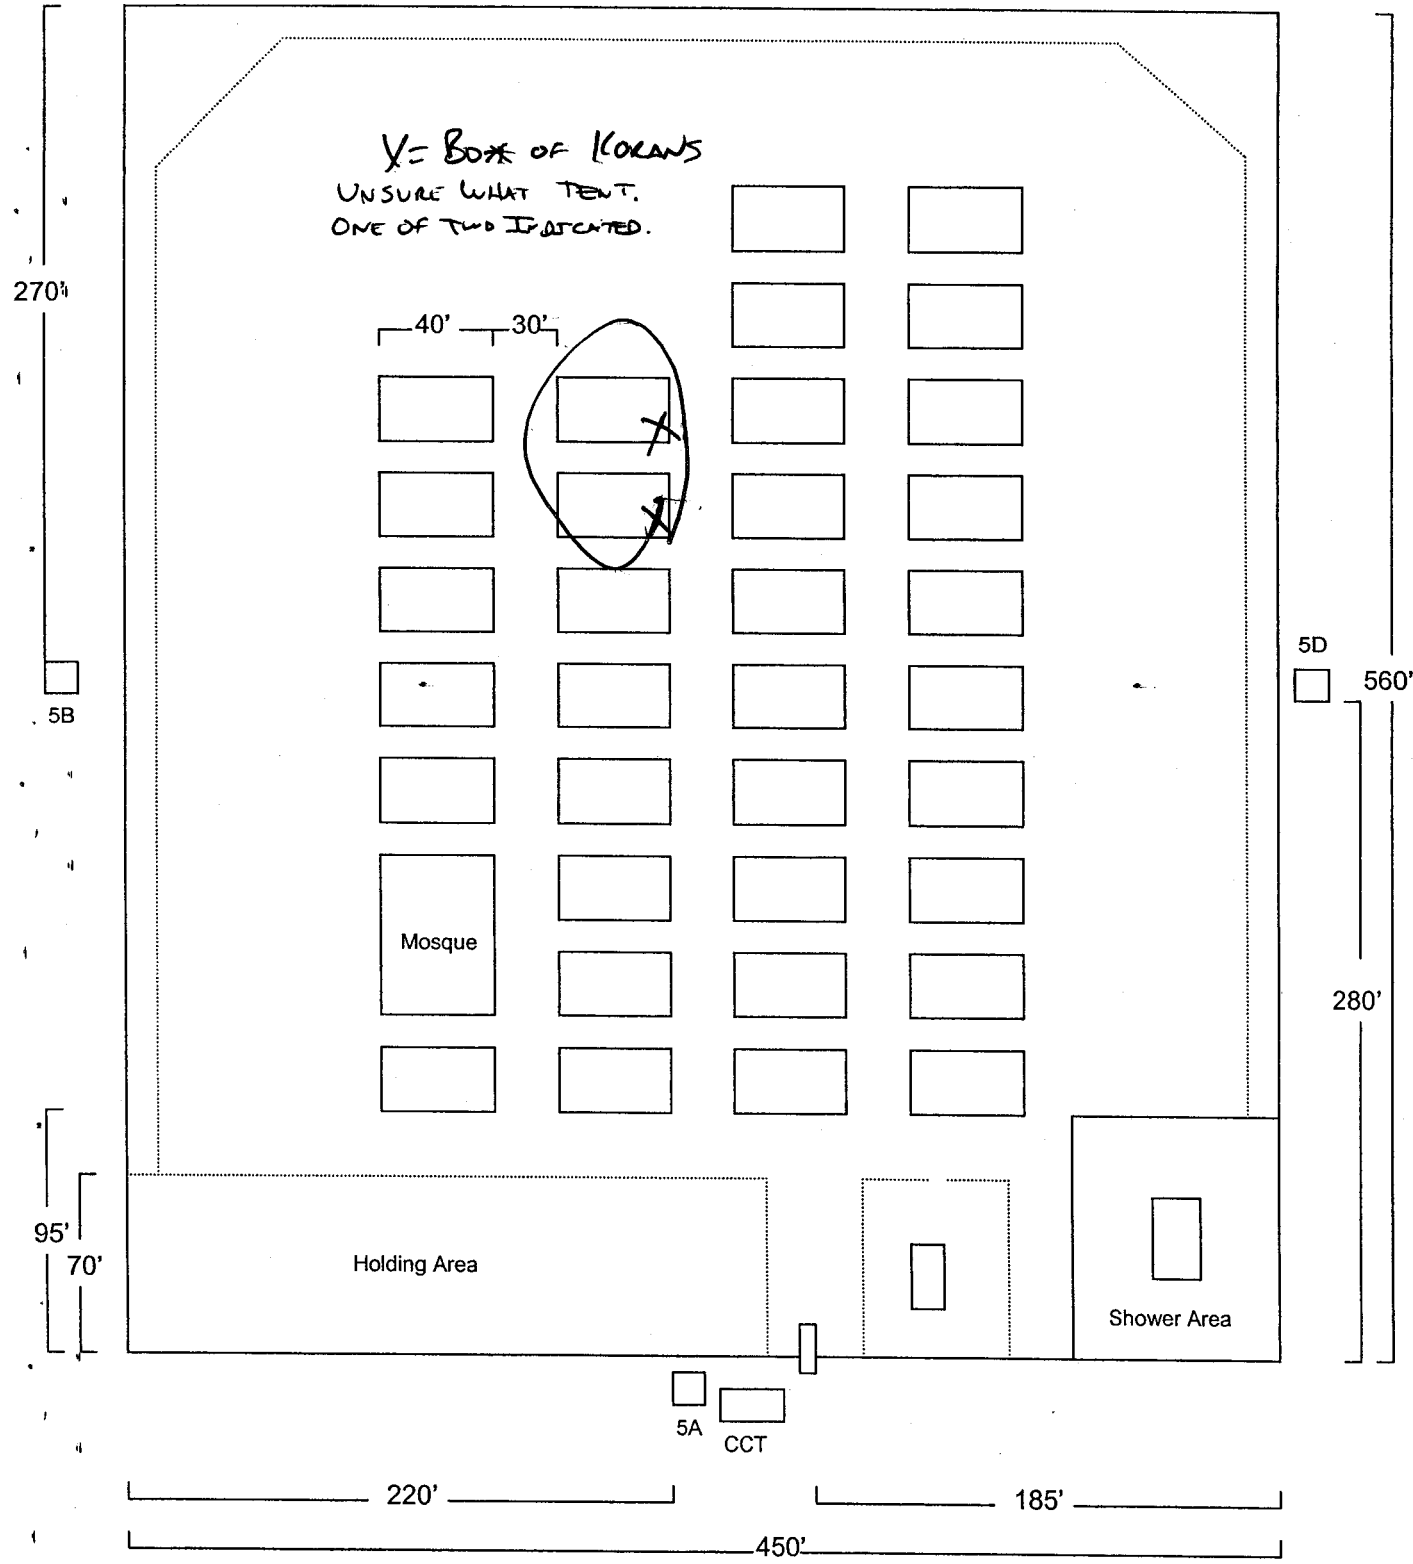 X = BOX OF KORANS
UNSURE WHAT TENT.
ONE OF TWO INDICATED.
270'
40'
30'
5D
560'
5B
Mosque
280'
95'
70'
Holding Area
Shower Area
5A
CCT
220'
185'
450'